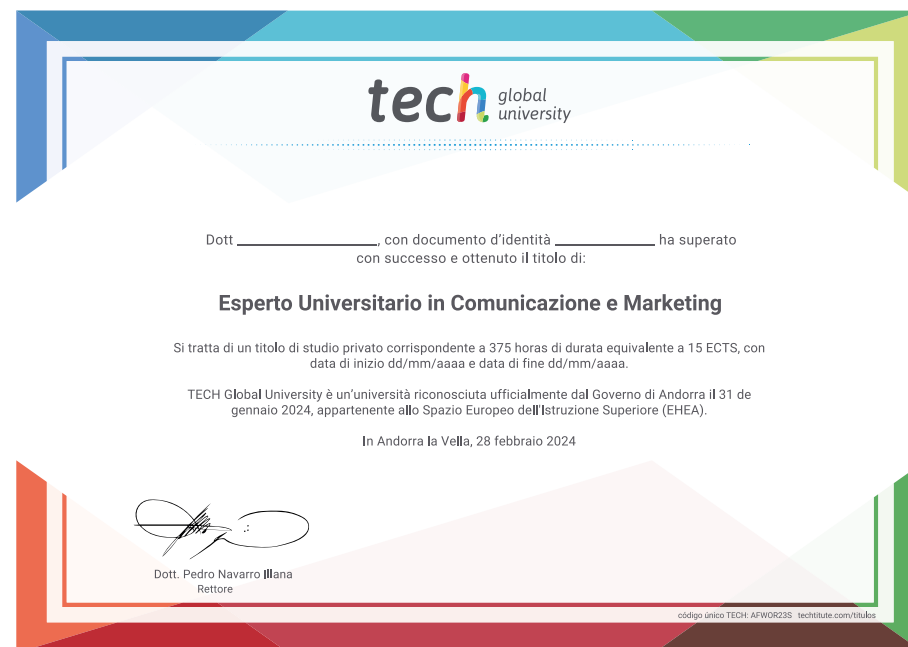 tech global university
Dott ____________________, con documento d'identità ______________ ha superato
con successo e ottenuto il titolo di:
Esperto Universitario in Comunicazione e Marketing
Si tratta di un titolo di studio privato corrispondente a 375 horas di durata equivalente a 15 ECTS, con
data di inizio dd/mm/aaaa e data di fine dd/mm/aaaa.
TECH Global University è un'università riconosciuta ufficialmente dal Governo di Andorra il 31 de
gennaio 2024, appartenente allo Spazio Europeo dell'Istruzione Superiore (EHEA).
In Andorra la Vella, 28 febbraio 2024
Dott. Pedro Navarro Illana
Rettore
código único TECH: AFWOR23S techtitute.com/titulos